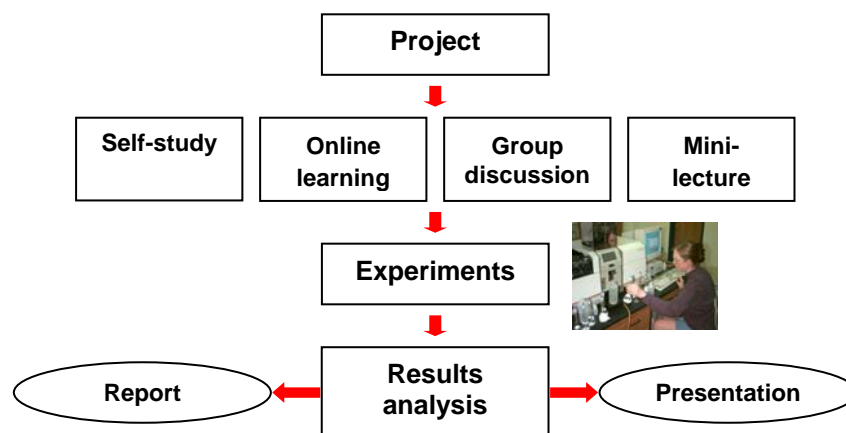 Project
Self-study
Online
learning
Group
discussion
Mini-
lecture
Experiments
Results
analysis
Report
Presentation